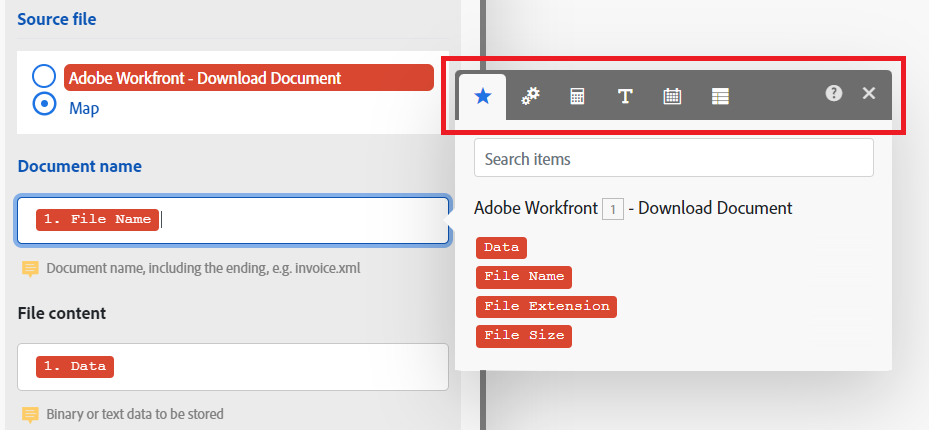 Source file
Adobe Workfront - Download Document
Map
Document name
1. File Name
Document name, including the ending, e.g. invoice.xml
File content
1. Data
Binary or text data to be stored
T
?
Search items
Adobe Workfront 1 - Download Document
Data
File Name
File Extension
File Size